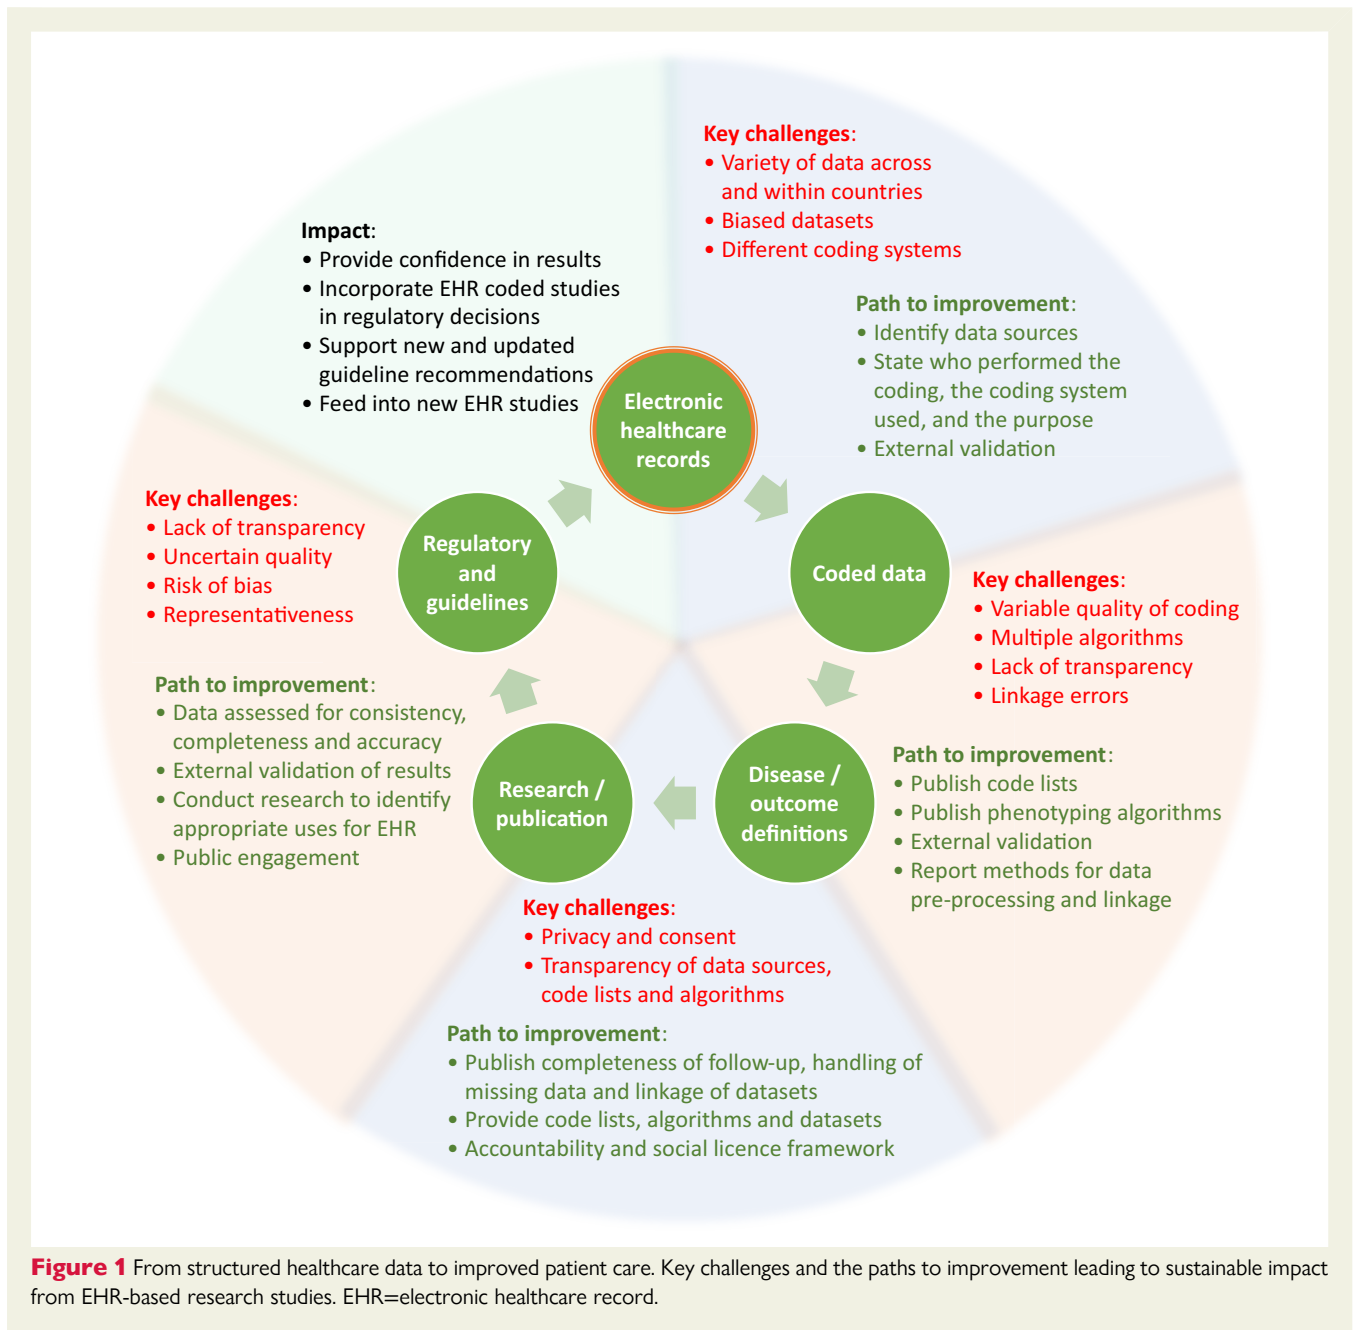 Key challenges:
• Variety of data across
and within countries
• Biased datasets
• Different coding systems
Path to improvement:
• Identify data sources
• State who performed the
coding, the coding system
used, and the purpose
• External validation
Impact:
• Provide confidence in results
• Incorporate EHR coded studies
in regulatory decisions
• Support new and updated
guideline recommendations
• Feed into new EHR studies
Electronic
healthcare
records
Coded data
Key challenges:
• Variable quality of coding
• Multiple algorithms
• Lack of transparency
• Linkage errors
Path to improvement:
• Publish code lists
• Publish phenotyping algorithms
• External validation
• Report methods for data
pre-processing and linkage
Disease /
outcome
definitions
Key challenges:
• Privacy and consent
• Transparency of data sources,
code lists and algorithms
Path to improvement:
• Publish completeness of follow-up, handling of
missing data and linkage of datasets
• Provide code lists, algorithms and datasets
• Accountability and social licence framework
Research /
publication
Key challenges:
• Lack of transparency
• Uncertain quality
• Risk of bias
• Representativeness
Path to improvement:
• Data assessed for consistency,
completeness and accuracy
• External validation of results
• Conduct research to identify
appropriate uses for EHR
• Public engagement
Regulatory
and
guidelines
Figure 1 From structured healthcare data to improved patient care. Key challenges and the paths to improvement leading to sustainable impact
from EHR-based research studies. EHR=electronic healthcare record.